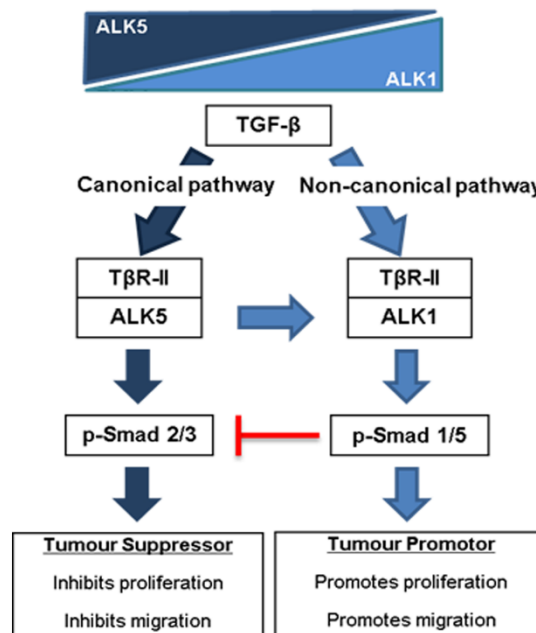 ALK5
ALK1
TGF-β
Canonical pathway
Non-canonical pathway
TβR-II
ALK5
TβR-II
ALK1
p-Smad 2/3
p-Smad 1/5
Tumour Suppressor
Inhibits proliferation
Inhibits migration
Tumour Promotor
Promotes proliferation
Promotes migration